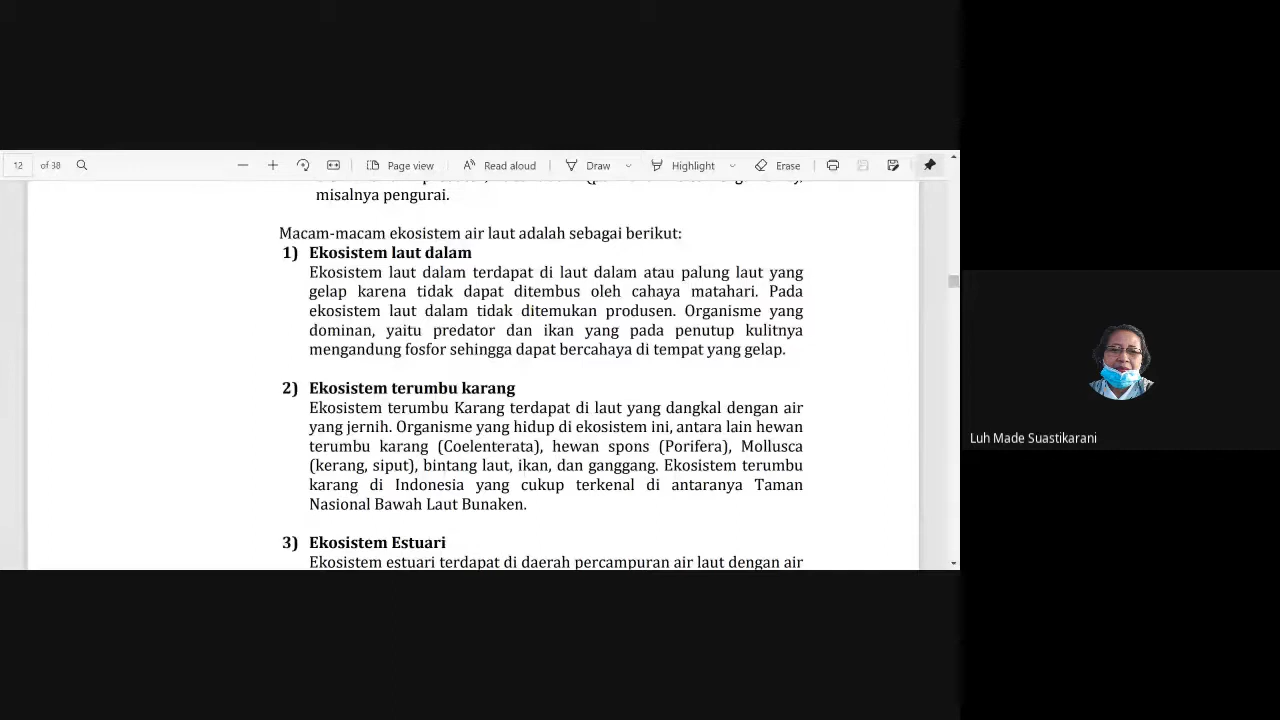 12 of 38 Page view Read aloud Draw Highlight Erase
misalnya pengurai.
Macam-macam ekosistem air laut adalah sebagai berikut:
1) Ekosistem laut dalam
Ekosistem laut dalam terdapat di laut dalam atau palung laut yang
gelap karena tidak dapat ditembus oleh cahaya matahari. Pada
ekosistem laut dalam tidak ditemukan produsen. Organisme yang
dominan, yaitu predator dan ikan yang pada penutup kulitnya
mengandung fosfor sehingga dapat bercahaya di tempat yang gelap.
2) Ekosistem terumbu karang
Ekosistem terumbu Karang terdapat di laut yang dangkal dengan air
yang jernih. Organisme yang hidup di ekosistem ini, antara lain hewan
terumbu karang (Coelenterata), hewan spons (Porifera), Mollusca
(kerang, siput), bintang laut, ikan, dan ganggang. Ekosistem terumbu
karang di Indonesia yang cukup terkenal di antaranya Taman
Nasional Bawah Laut Bunaken.
3) Ekosistem Estuari
Ekosistem estuari terdapat di daerah percampuran air laut dengan air
Luh Made Suastikarani